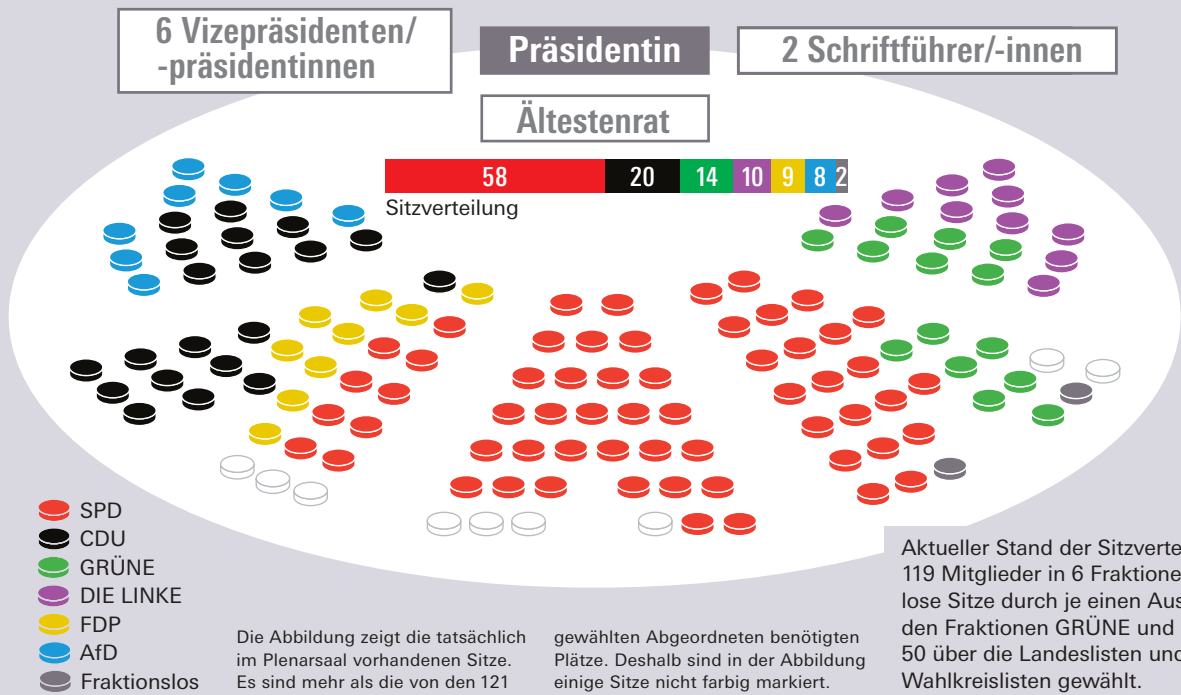 6 Vizepräsidenten/
-präsidentinnen
Präsidentin
2 Schriftführer/-innen
Ältestenrat
58 20 14 10 9 8 2
Sitzverteilung
SPD
CDU
GRÜNE
DIE LINKE
FDP
AfD
Fraktionslos
Die Abbildung zeigt die tatsächlich
im Plenarsaal vorhandenen Sitze.
Es sind mehr als die von den 121
gewählten Abgeordneten benötigten
Plätze. Deshalb sind in der Abbildung
einige Sitze nicht farbig markiert.
Aktueller Stand der Sitzverte
119 Mitglieder in 6 Fraktione
lose Sitze durch je einen Aus
den Fraktionen GRÜNE und
50 über die Landeslisten und
Wahlkreislisten gewählt.